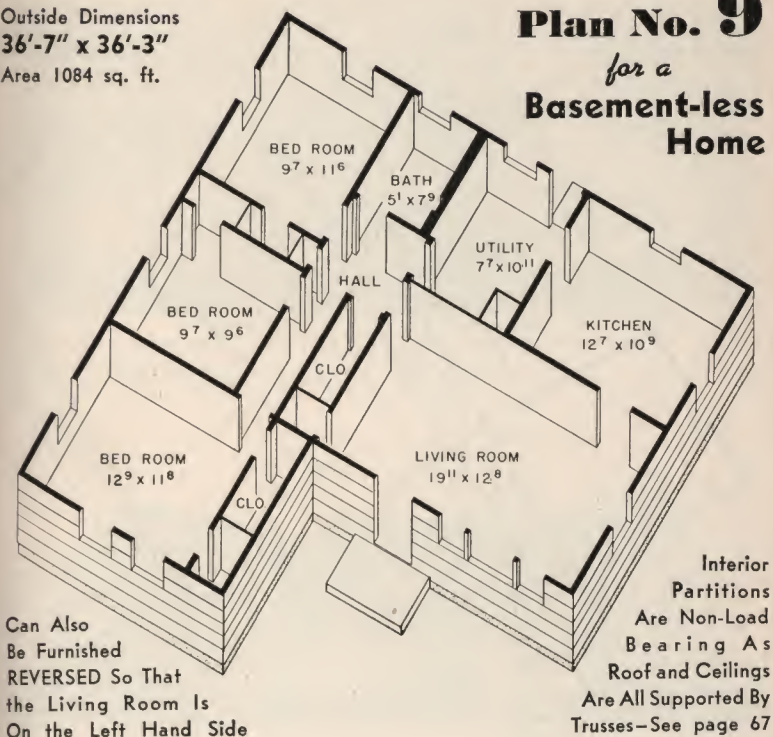 Outside Dimensions
36'-7" x 36'-3"
Area 1084 sq. ft.
Plan No. 9
for a
Basement-less
Home
BED ROOM
9⁷ x 11⁶
BATH
5¹ x 7⁹
UTILITY
7⁷ x 10¹¹
HALL
BED ROOM
9⁷ x 9⁶
KITCHEN
12⁷ x 10⁹
CLO
BED ROOM
12⁹ x 11⁸
LIVING ROOM
19¹¹ x 12⁸
CLO
Can Also
Be Furnished
REVERSED So That
the Living Room Is
On the Left Hand Side
Interior
Partitions
Are Non-Load
Bearing As
Roof and Ceilings
Are All Supported By
Trusses—See page 67